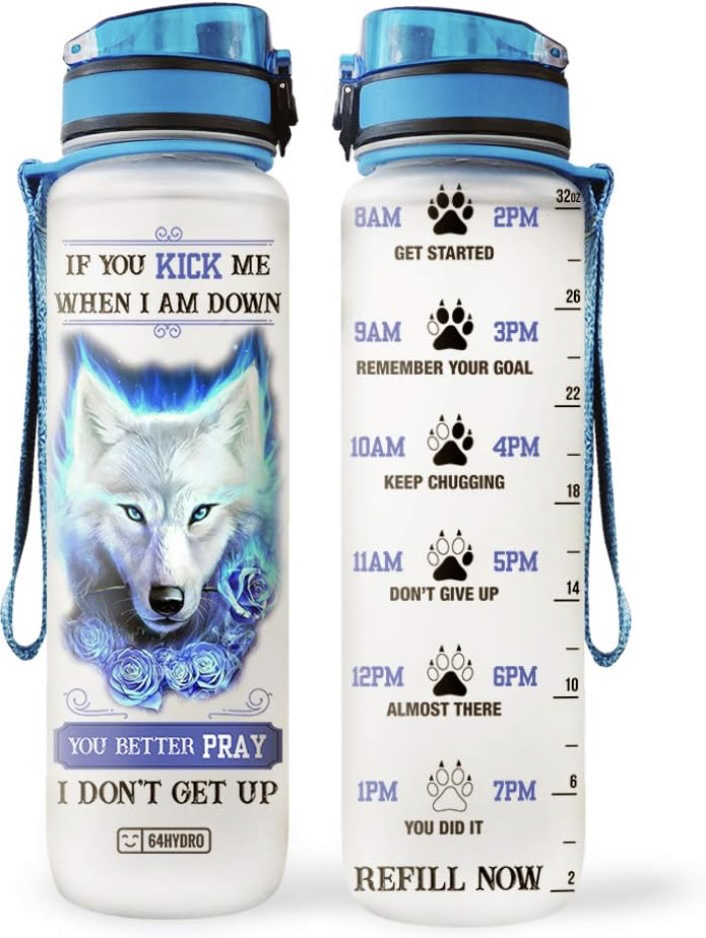 IF YOU KICK ME
WHEN I AM DOWN
YOU BETTER PRAY
I DON'T GET UP
64HYDRO
32oz
8AM 2PM
GET STARTED
26
9AM 3PM
REMEMBER YOUR GOAL
22
10AM 4PM
KEEP CHUGGING
18
11AM 5PM
DON'T GIVE UP
14
12PM 6PM
10
ALMOST THERE
1PM 7PM
6
YOU DID IT
REFILL NOW
2